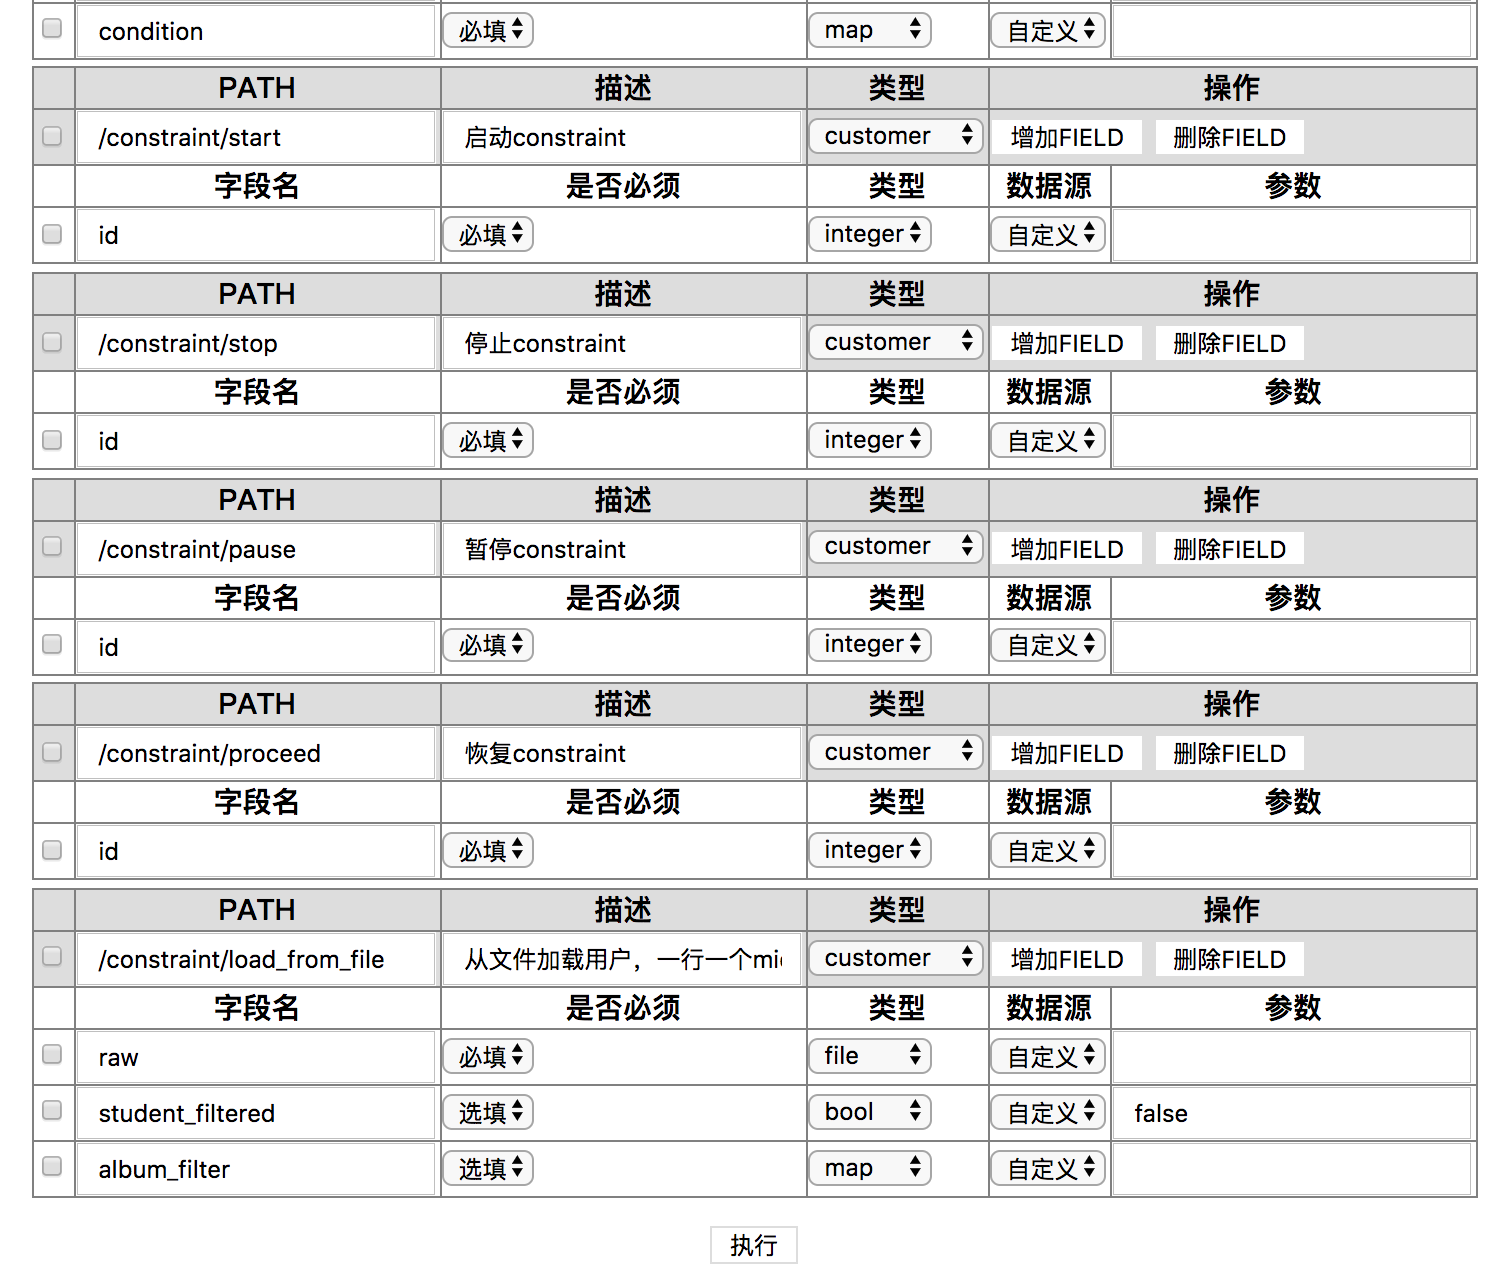 condition 必填 map 自定义
PATH 描述 类型 操作
/constraint/start 启动constraint customer 增加FIELD 删除FIELD
字段名 是否必须 类型 数据源 参数
id 必填 integer 自定义
PATH 描述 类型 操作
/constraint/stop 停止constraint customer 增加FIELD 删除FIELD
字段名 是否必须 类型 数据源 参数
id 必填 integer 自定义
PATH 描述 类型 操作
/constraint/pause 暂停constraint customer 增加FIELD 删除FIELD
字段名 是否必须 类型 数据源 参数
id 必填 integer 自定义
PATH 描述 类型 操作
/constraint/proceed 恢复constraint customer 增加FIELD 删除FIELD
字段名 是否必须 类型 数据源 参数
id 必填 integer 自定义
PATH 描述 类型 操作
/constraint/load_from_file 从文件加载用户，一行一个mi customer 增加FIELD 删除FIELD
字段名 是否必须 类型 数据源 参数
raw 必填 file 自定义
student_filtered 选填 bool 自定义 false
album_filter 选填 map 自定义
执行